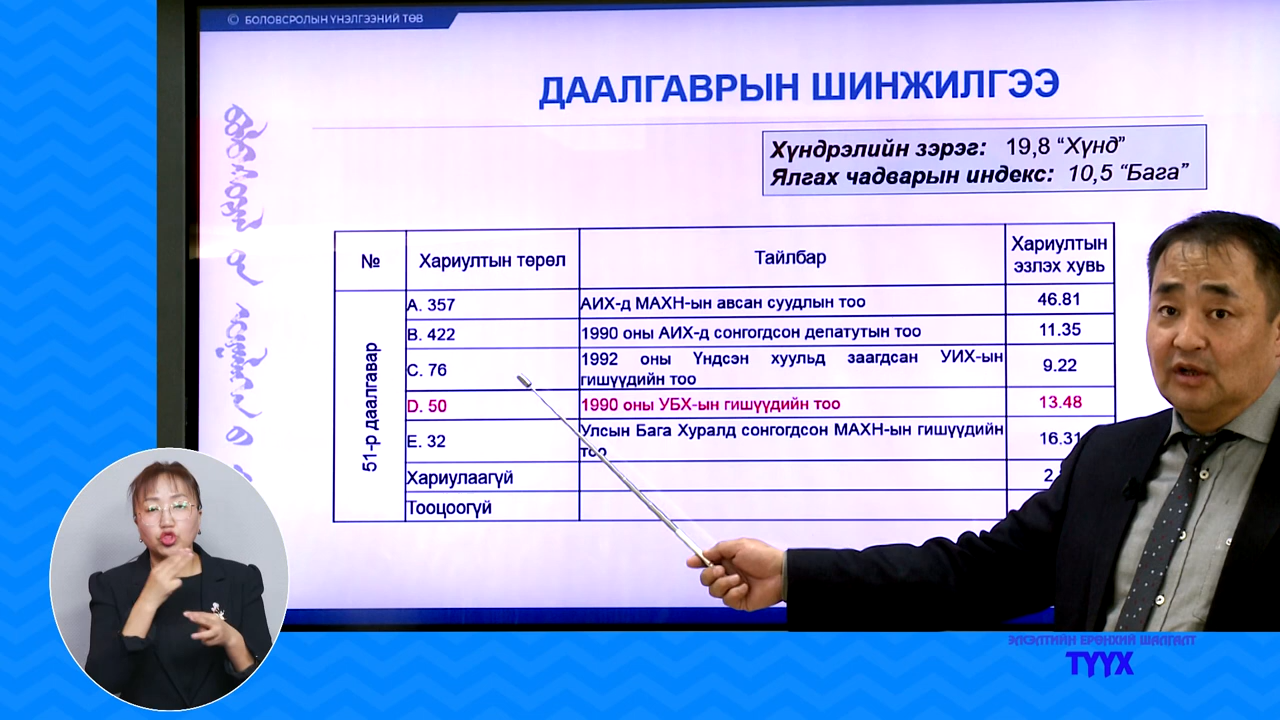 © БОЛОВСРОЛЫН ҮНЭЛГЭЭНИЙ ТӨВ
ДААЛГАВРЫН ШИНЖИЛГЭЭ
Хүндрэлийн зэрэг: 19,8 “Хүнд”
Ялгах чадварын индекс: 10,5 “Бага”
№ Хариултын төрөл Тайлбар Хариултын эзлэх хувь
51-р даалгавар
A. 357 АИХ-д МАХН-ын авсан суудлын тоо 46.81
B. 422 1990 оны АИХ-д сонгогдсон депатутын тоо 11.35
C. 76 1992 оны Үндсэн хуульд заагдсан УИХ-ын
гишүүдийн тоо 9.22
D. 50 1990 оны УБХ-ын гишүүдийн тоо 13.48
E. 32 Улсын Бага Хуралд сонгогдсон МАХН-ын гишүүдийн
тоо 16.31
Хариулаагүй
Тооцоогүй
ЭЛСЭЛТИЙН ЕРӨНХИЙ ШАЛГАЛТ
ТҮҮХ